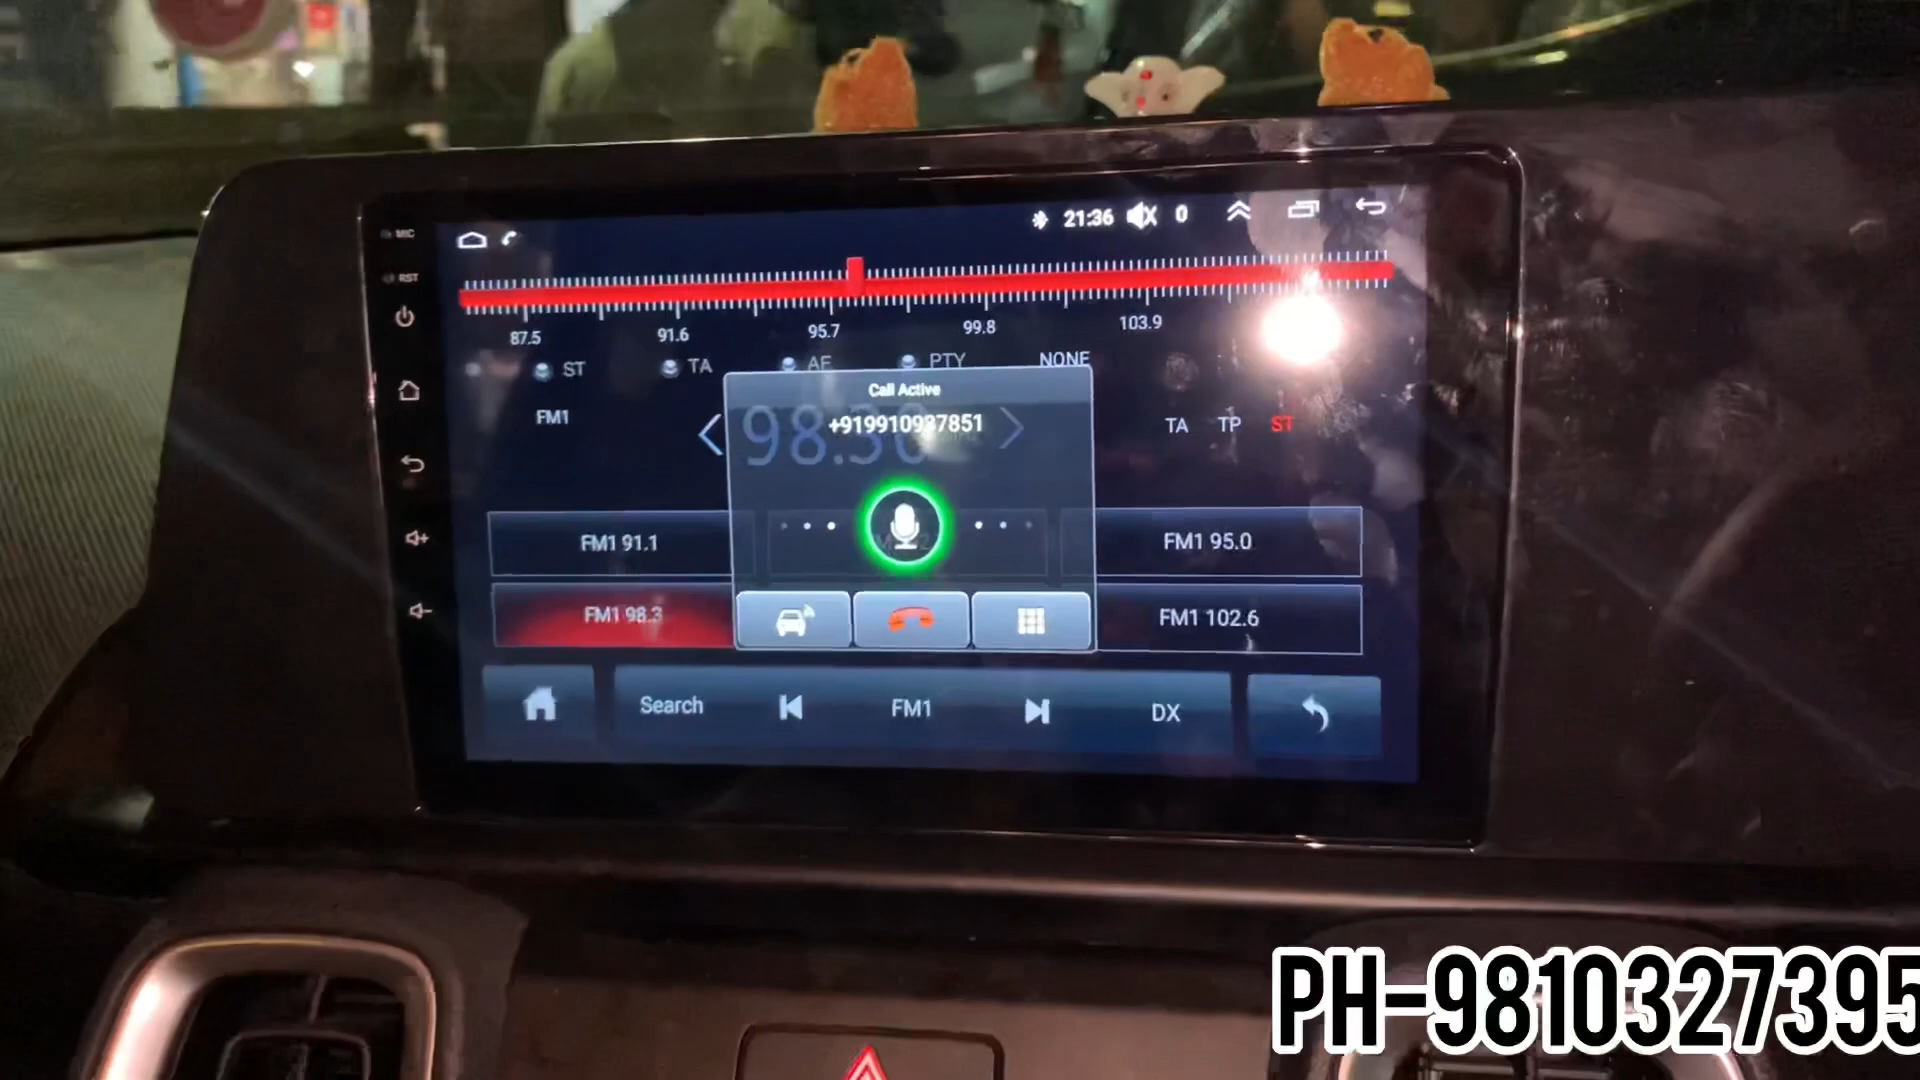 MIC
21:36 0
RST
87.5 91.6 95.7 99.8 103.9
ST TA AF PTY NONE
Call Active
FM1 98.30 TA TP ST
+919910937851
FM1 91.1 FM1 95.0
FM1 98.3 FM1 102.6
Search FM1 DX
PH-9810327395